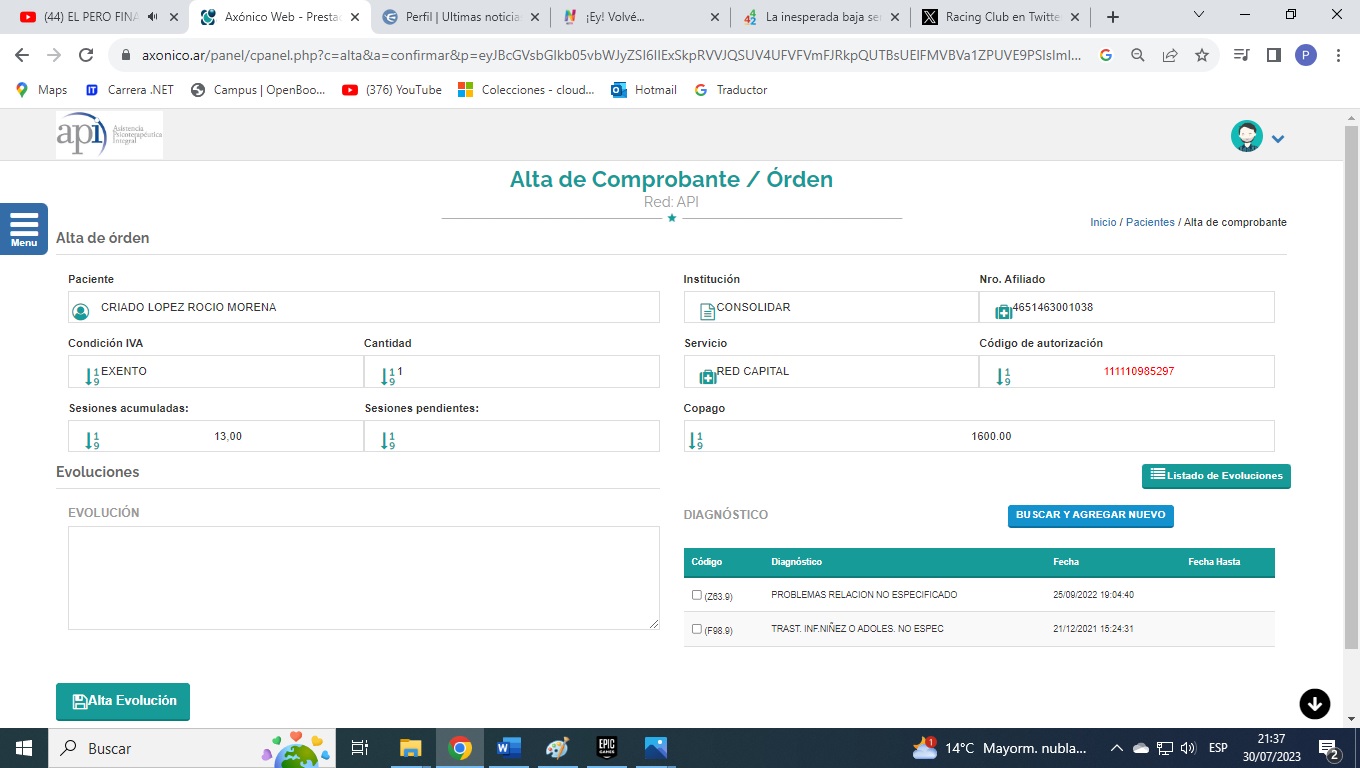 (44) EL PERO FINA
Axónico Web - Presta
Perfil | Ultimas noticia
¡Ey! Volvé...
La inesperada baja se
Racing Club en Twitte
axonico.ar/panel/cpanel.php?c=alta&a=confirmar&p=
Maps
Carrera .NET
Campus | OpenBoo...
(376) YouTube
Colecciones - cloud...
Hotmail
Traductor
api Asistencia
Psicoterapéutica
Integral
Alta de Comprobante / Órden
Red: API
Menu
Inicio / Pacientes / Alta de comprobante
Alta de órden
Paciente
Institución
Nro. Afiliado
CRIADO LOPEZ ROCIO MORENA
CONSOLIDAR
4651463001038
Condición IVA
Cantidad
Servicio
Código de autorización
EXENTO
1
RED CAPITAL
111110985297
Sesiones acumuladas:
Sesiones pendientes:
Copago
13,00
1600.00
Evoluciones
Listado de Evoluciones
EVOLUCIÓN
DIAGNÓSTICO
BUSCAR Y AGREGAR NUEVO
Código Diagnóstico Fecha Fecha Hasta
(Z63.9) PROBLEMAS RELACION NO ESPECIFICADO 25/09/2022 19:04:40
(F98.9) TRAST. INF.NIÑEZ O ADOLES. NO ESPEC 21/12/2021 15:24:31
Alta Evolución
Buscar
EPIC
GAMES
1
14°C Mayorm. nubla...
ESP
21:37
30/07/2023
2